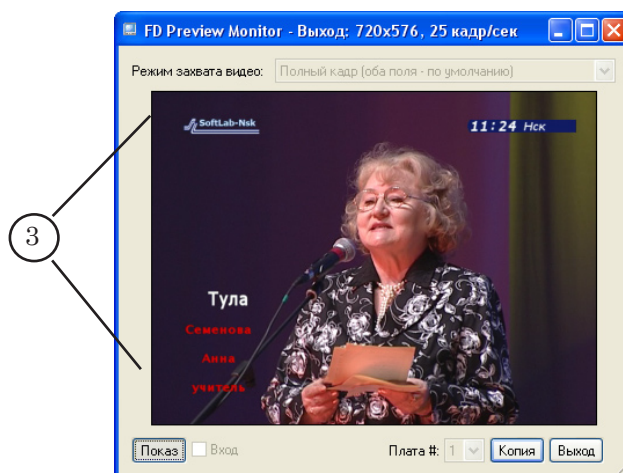 FD Preview Monitor - Выход: 720x576, 25 кадр/сек
Режим захвата видео: Полный кадр (оба поля - по умолчанию)
SoftLab-Nsk 11:24 Нск
3
Тула
Семенова
Анна
учитель
Показ Вход Плата #: 1 Копия Выход